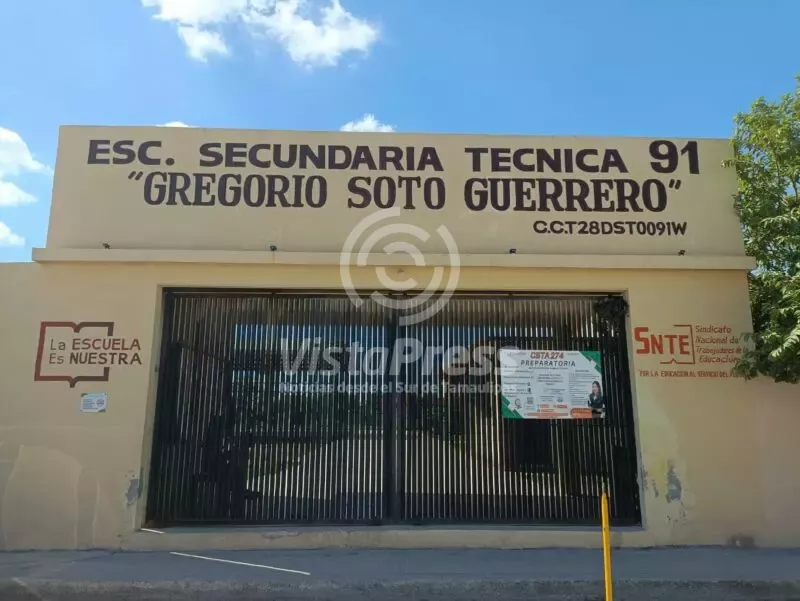 ESC. SECUNDARIA TECNICA 91
"GREGORIO SOTO GUERRERO"
C.C.T28DST0091W
LA ESCUELA
ES NUESTRA
SNTE
Sindicato
Nacional de
Trabajadores de la
Educación
POR LA EDUCACIÓN AL SERVICIO DEL
CBTA 274
PREPARATORIA
VistaPress
Noticias desde el Sur de Tamaulipas